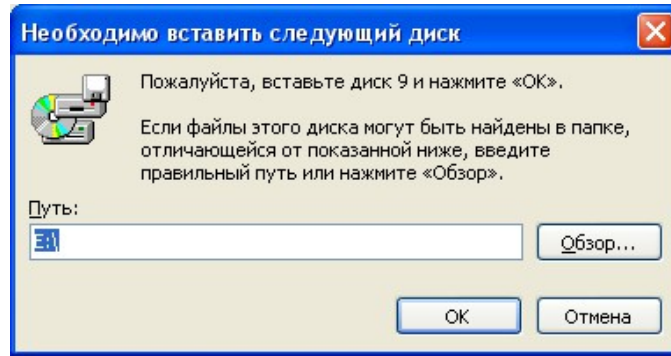 Необходимо вставить следующий диск
Пожалуйста, вставьте диск 9 и нажмите «ОК».
Если файлы этого диска могут быть найдены в папке,
отличающейся от показанной ниже, введите
правильный путь или нажмите «Обзор».
Путь:
E:\
Обзор...
ОК
Отмена